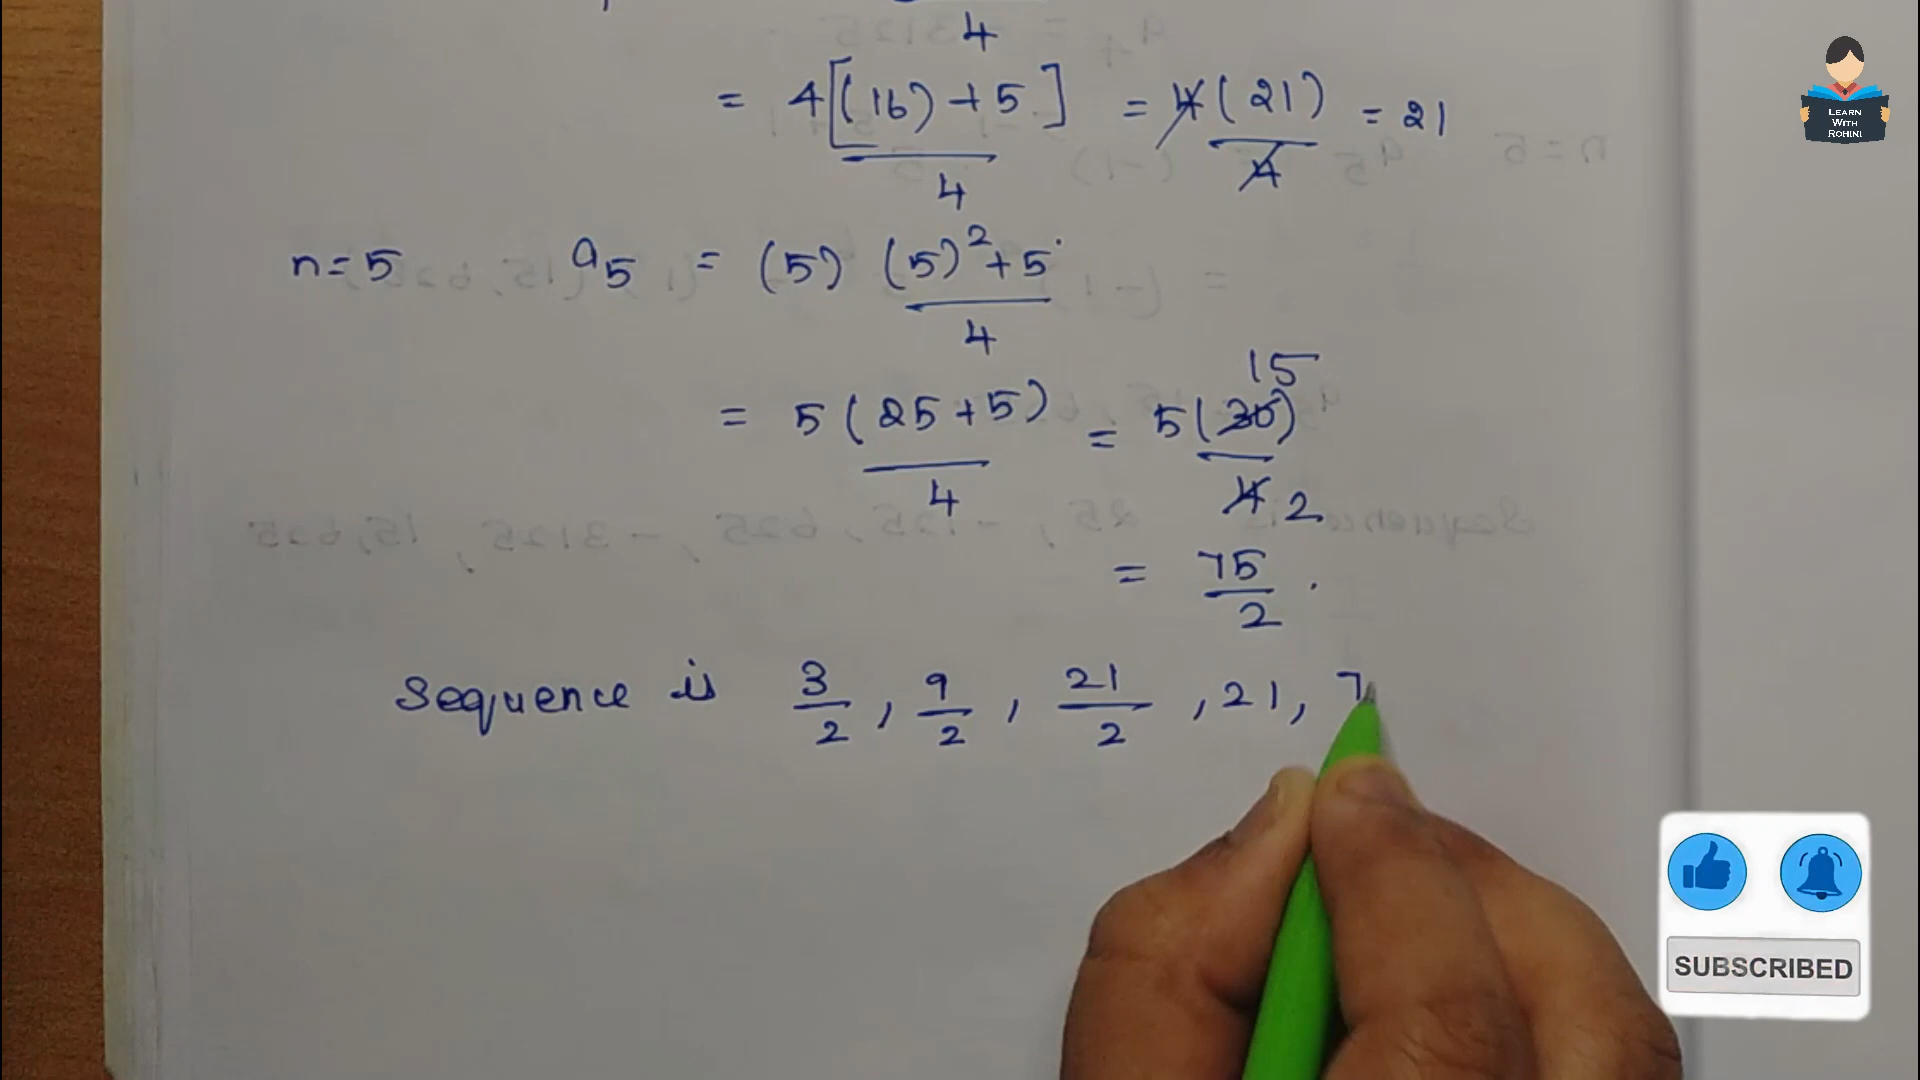 4
= 4[(16)+5] = 4(21) = 21
4 4
n=5 a5 = (5) (5)²+5
4
= 5(25+5) = 5(30) 15
4 4 2
= 75
2
Sequence is 3/2, 9/2, 21/2, 21, 7
LEARN
WITH
ROHINI
SUBSCRIBED